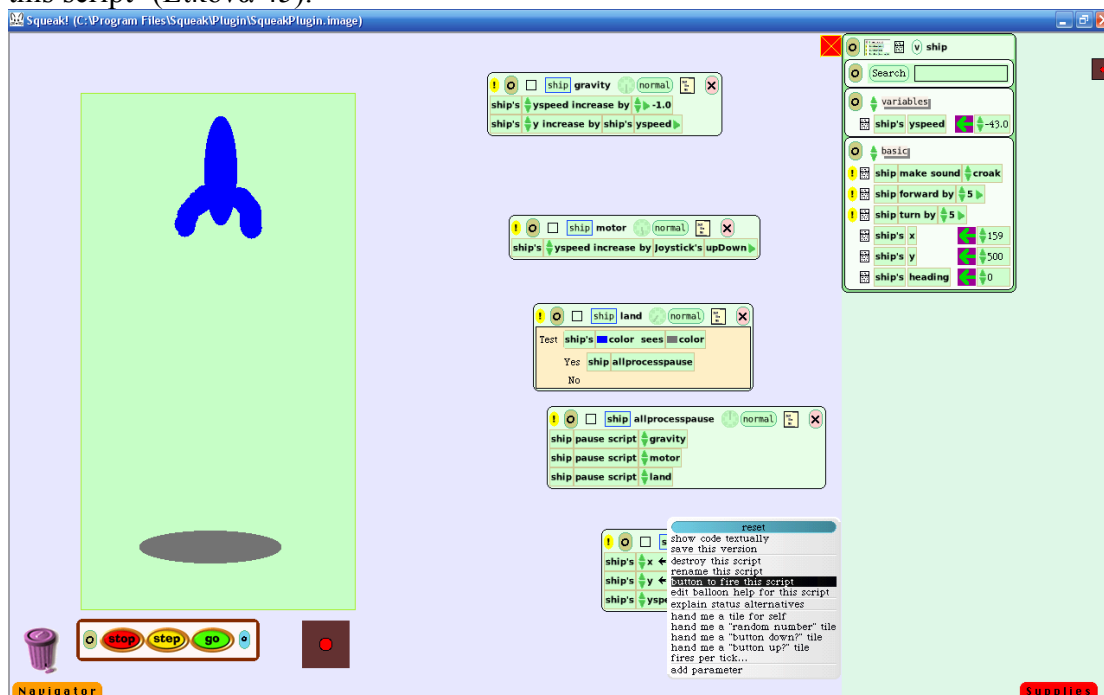 this script" (Etkova 43).
Squeak! (C:\Program Files\Squeak\Plugin\SqueakPlugin.image)
! ship gravity normal
ship's yspeed increase by -1.0
ship's y increase by ship's yspeed
! ship motor normal
ship's yspeed increase by Joystick's upDown
! ship land normal
Test ship's color sees color
Yes ship allprocesspause
No
! ship allprocesspause normal
ship pause script gravity
ship pause script motor
ship pause script land
! s
ship's x
ship's y
ship's yspe
reset
show code textually
save this version
destroy this script
rename this script
button to fire this script
edit balloon help for this script
explain status alternatives
hand me a tile for self
hand me a "random number" tile
hand me a "button down?" tile
hand me a "button up?" tile
fires per tick...
add parameter
v ship
Search
variables
ship's yspeed -43.0
basic
! ship make sound croak
! ship forward by 5
! ship turn by 5
ship's x 159
ship's y 500
ship's heading 0
stop step go
Navigator
Supplies